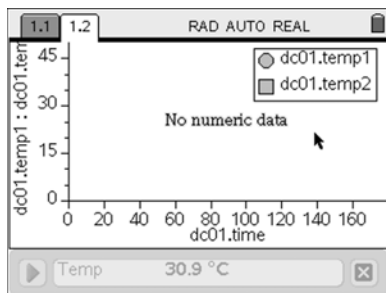 1.1 1.2 RAD AUTO REAL
dc01.temp1 : dc01.tem
45
30
15
0
dc01.temp1
dc01.temp2
No numeric data
0 20 40 60 80 100 120 140 160
dc01.time
Temp 30.9 °C